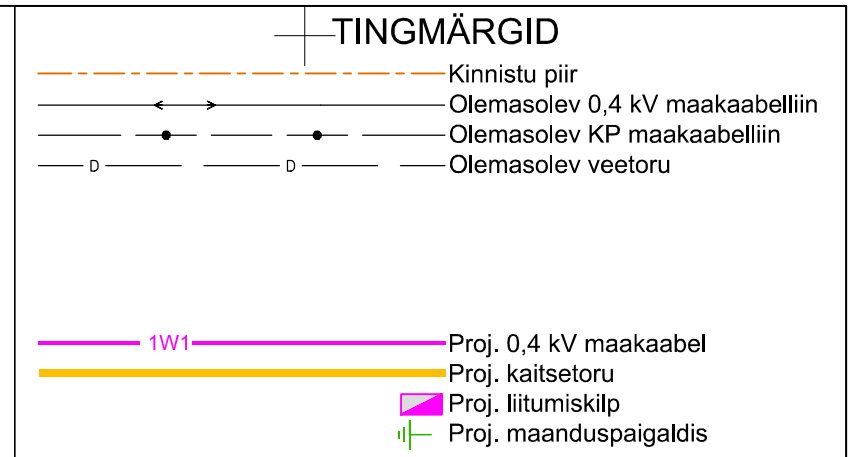 TINGMÄRGID
Kinnistu piir
Olemasolev 0,4 kV maakaabelliin
Olemasolev KP maakaabelliin
D D Olemasolev veetoru
1W1 Proj. 0,4 kV maakaabel
Proj. kaitsetoru
Proj. liitumiskilp
Proj. maanduspaigaldis